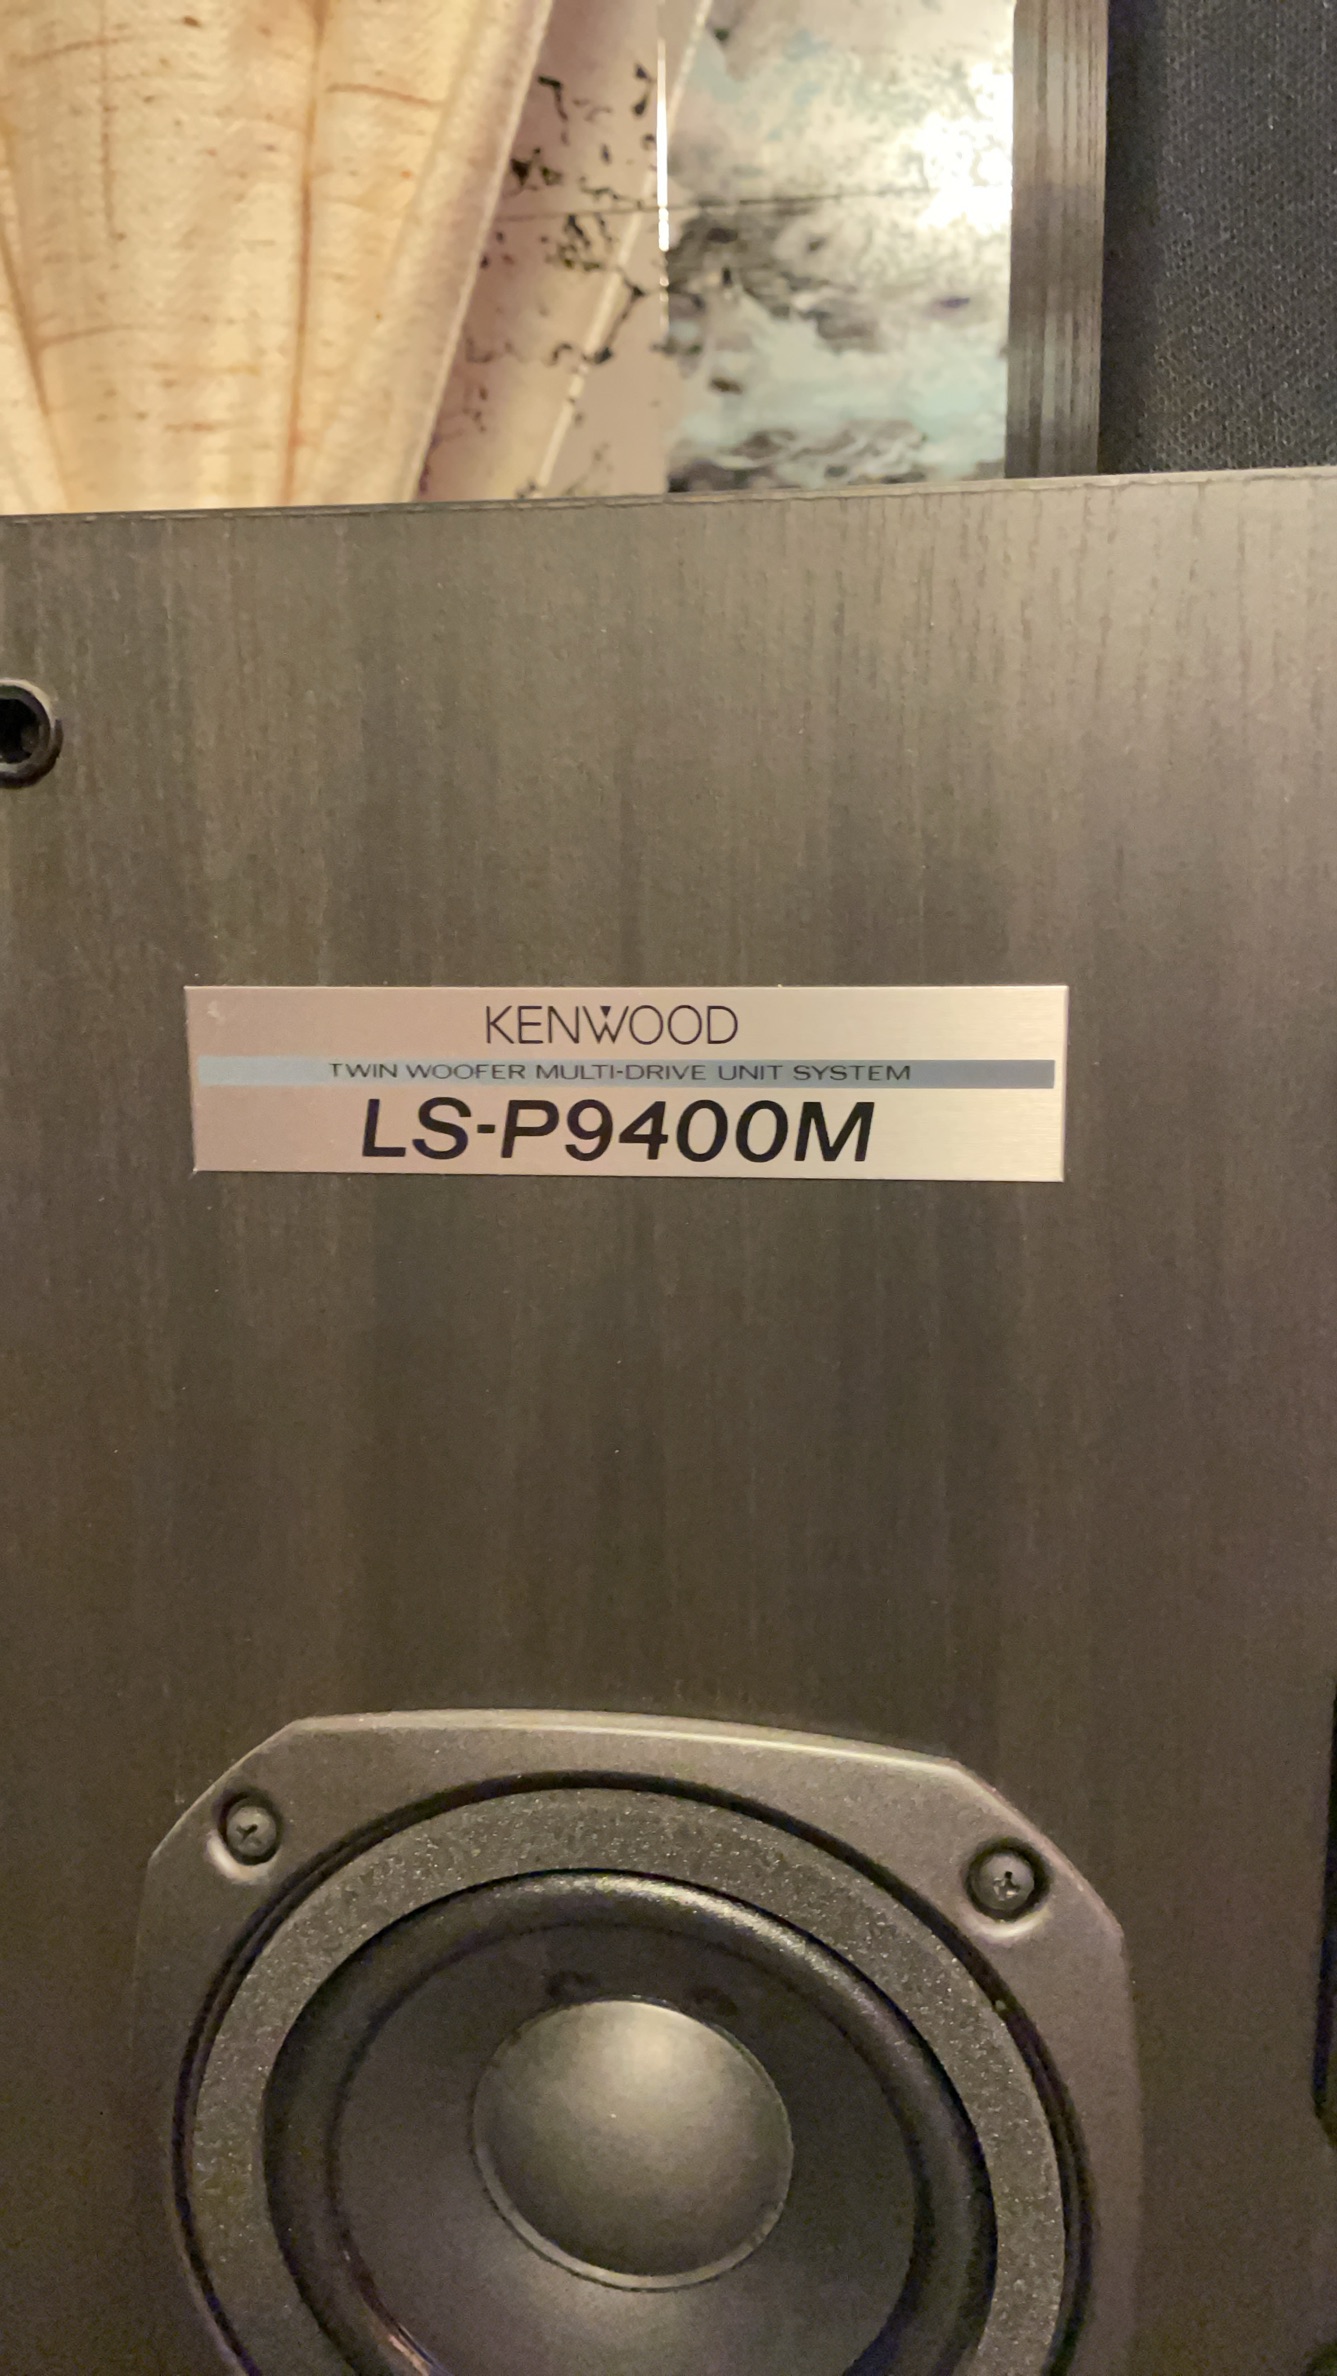 KENWOOD
TWIN WOOFER MULTI-DRIVE UNIT SYSTEM
LS-P9400M